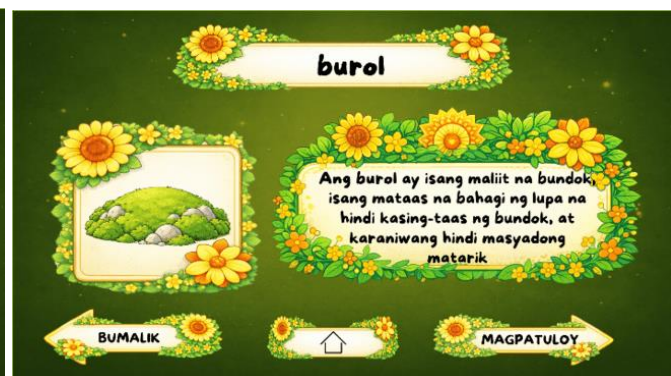 burol
Ang burol ay isang maliit na bundok,
isang mataas na bahagi ng lupa na
hindi kasing-taas ng bundok, at
karaniwang hindi masyadong
matarik
BUMALIK
MAGPATULOY